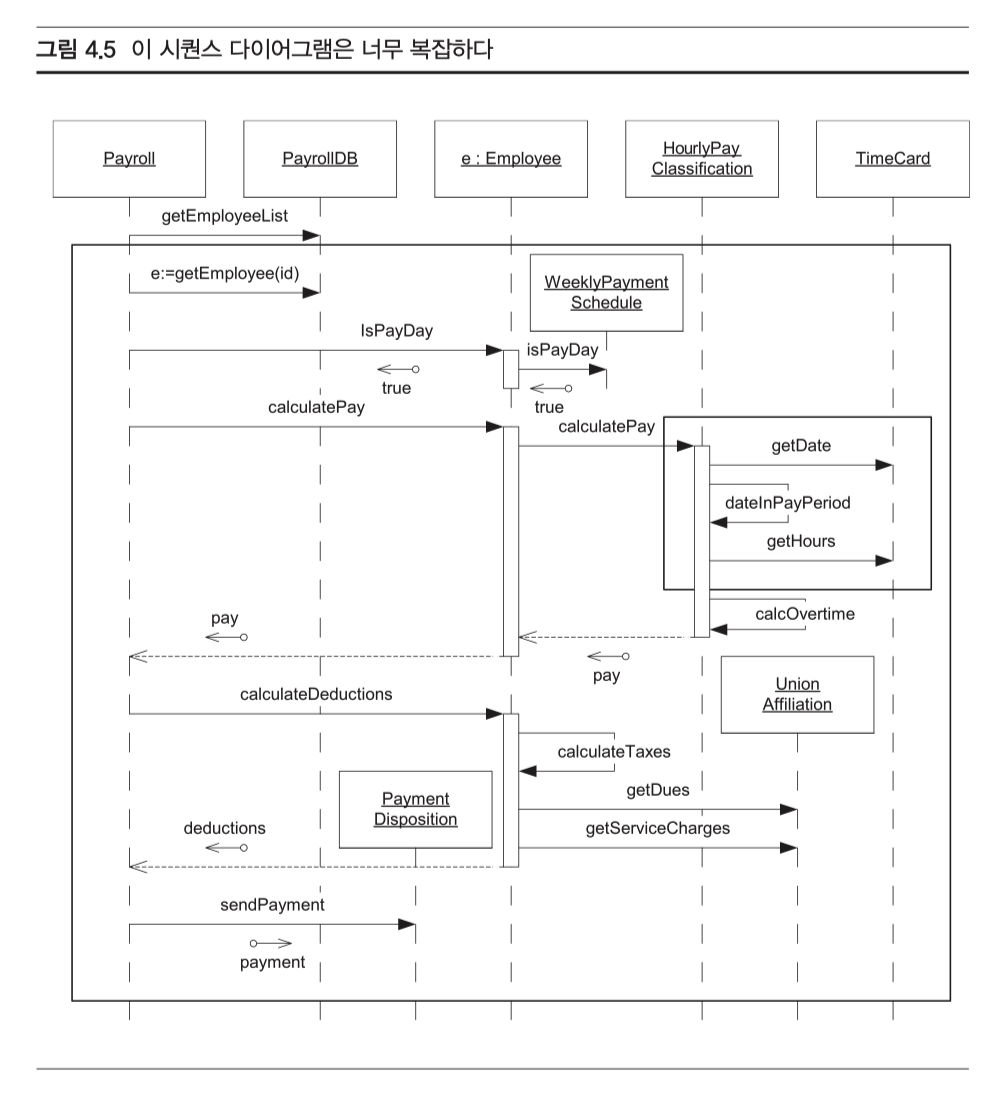 그림 4.5 이 시퀀스 다이어그램은 너무 복잡하다
Payroll
PayrollDB
e : Employee
HourlyPay
Classification
TimeCard
getEmployeeList
e:=getEmployee(id)
WeeklyPayment
Schedule
IsPayDay
isPayDay
true
true
calculatePay
calculatePay
getDate
dateInPayPeriod
getHours
calcOvertime
pay
pay
Union
Affiliation
calculateDeductions
calculateTaxes
getDues
Payment
Disposition
getServiceCharges
deductions
sendPayment
payment